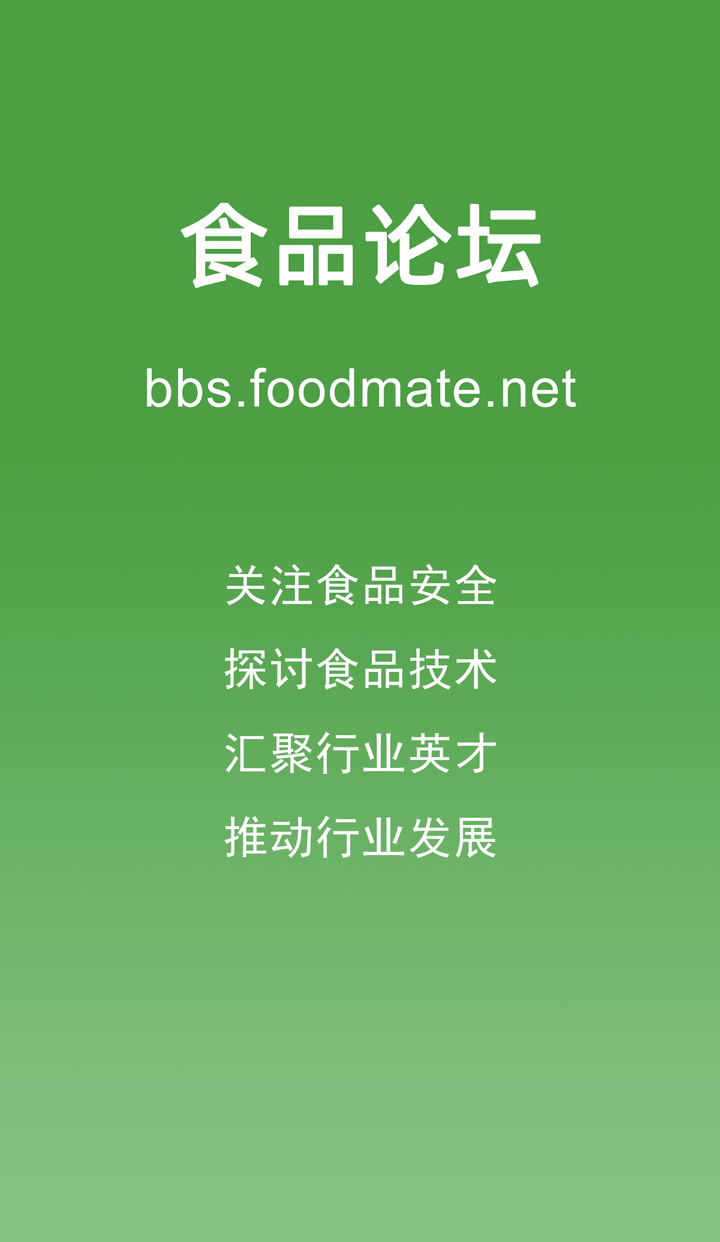 食品论坛
bbs.foodmate.net
关注食品安全
探讨食品技术
汇聚行业英才
推动行业发展